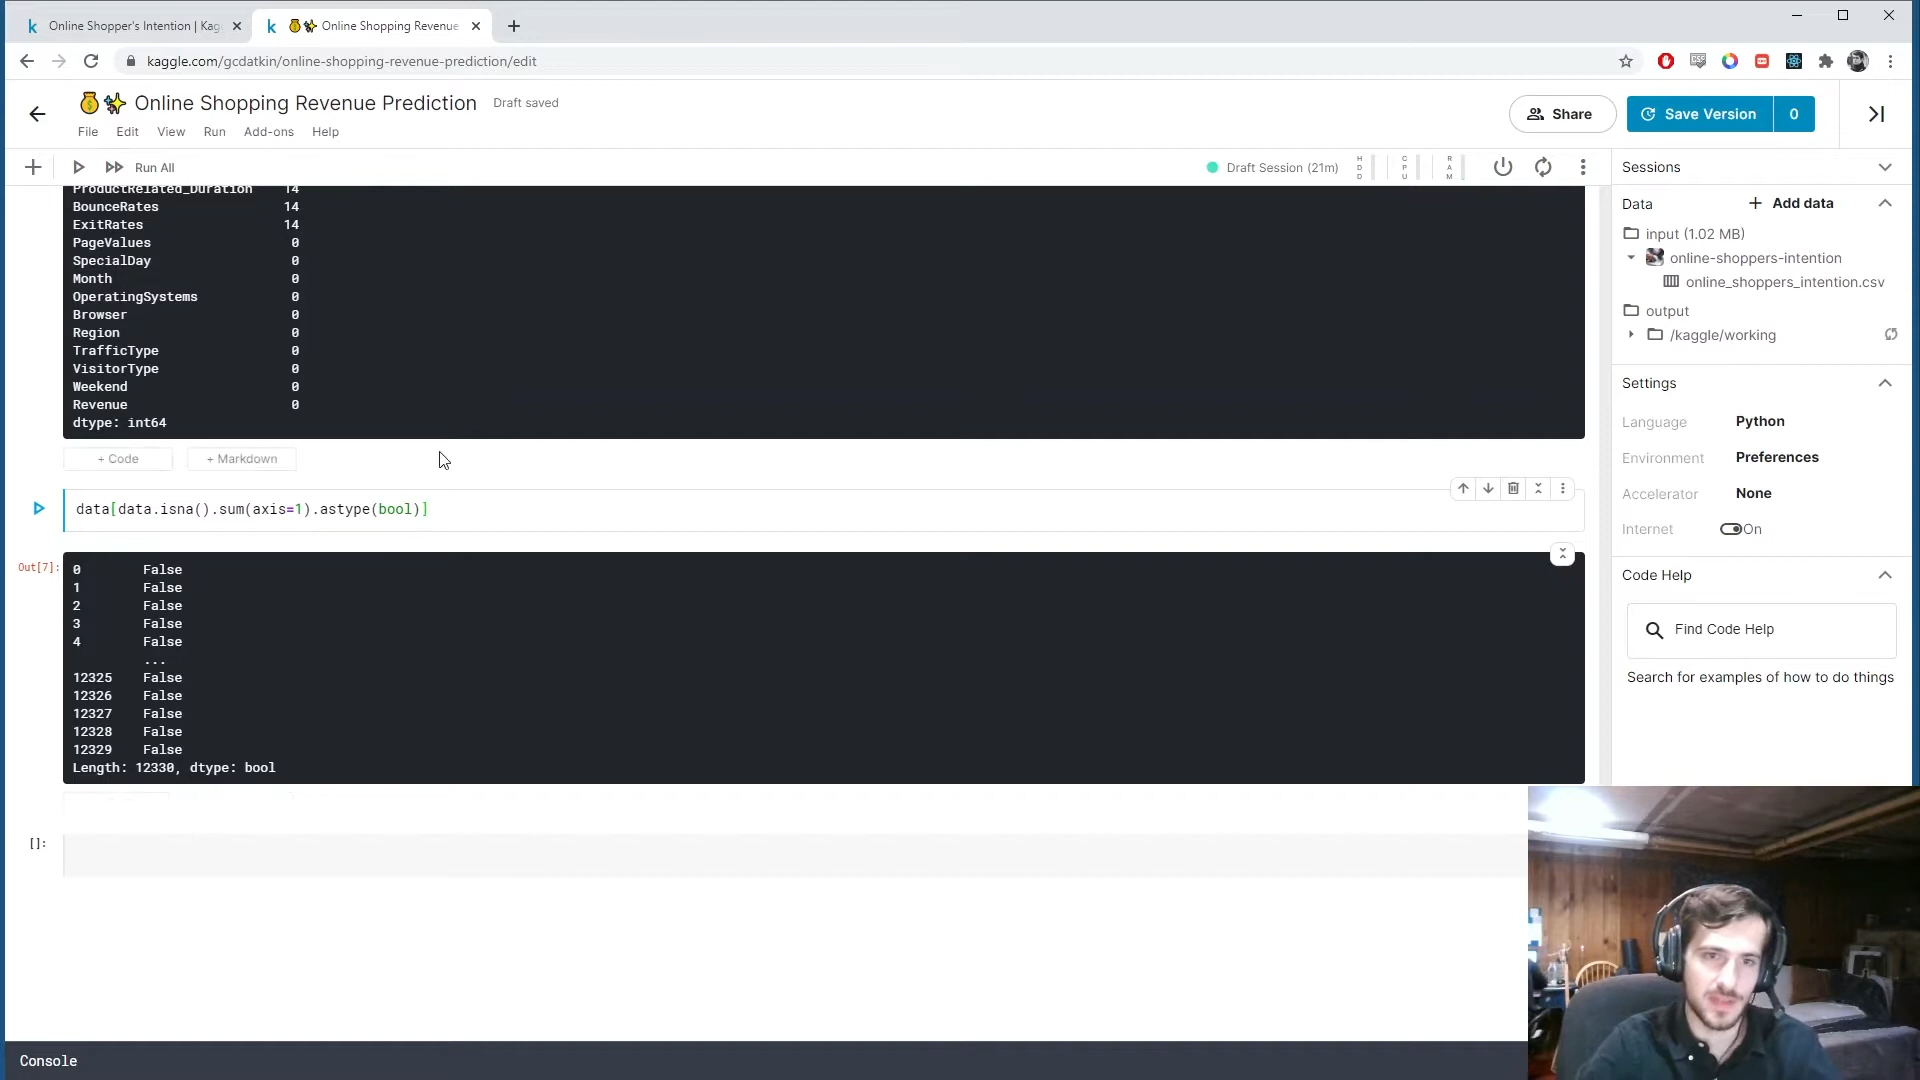 Online Shopper's Intention | Kag
Online Shopping Revenue
kaggle.com/gcdatkin/online-shopping-revenue-prediction/edit
Online Shopping Revenue Prediction
Draft saved
File
Edit
View
Run
Add-ons
Help
Share
Save Version
0
Run All
Draft Session (21m)
HDD
CPU
RAM
ProductRelated_Duration 14
BounceRates 14
ExitRates 14
PageValues 0
SpecialDay 0
Month 0
OperatingSystems 0
Browser 0
Region 0
TrafficType 0
VisitorType 0
Weekend 0
Revenue 0
dtype: int64
+ Code
+ Markdown
data[data.isna().sum(axis=1).astype(bool)]
Out[7]:
0 False
1 False
2 False
3 False
4 False
...
12325 False
12326 False
12327 False
12328 False
12329 False
Length: 12330, dtype: bool
[]:
Console
Sessions
Data
+ Add data
input (1.02 MB)
online-shoppers-intention
online_shoppers_intention.csv
output
/kaggle/working
Settings
Language Python
Environment Preferences
Accelerator None
Internet On
Code Help
Find Code Help
Search for examples of how to do things